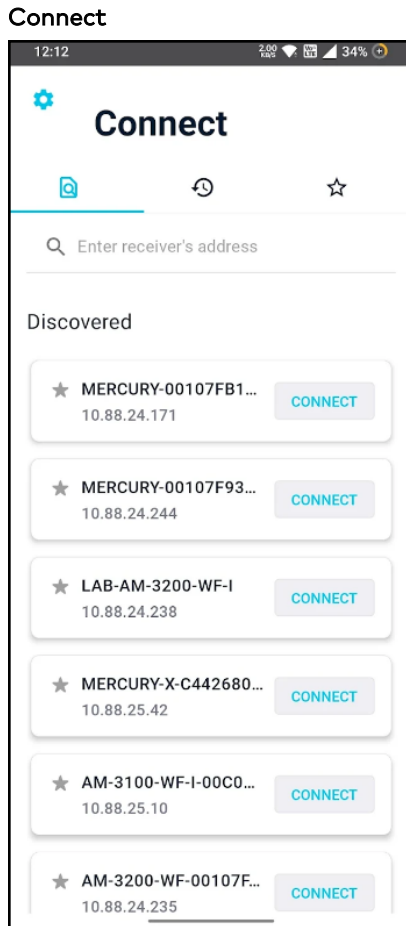 Connect
12:12 2.00 KB/S VoLTE 34%
Connect
Enter receiver's address
Discovered
MERCURY-00107FB1...
10.88.24.171
CONNECT
MERCURY-00107F93...
10.88.24.244
CONNECT
LAB-AM-3200-WF-I
10.88.24.238
CONNECT
MERCURY-X-C442680...
10.88.25.42
CONNECT
AM-3100-WF-I-00C0...
10.88.25.10
CONNECT
AM-3200-WF-00107F...
10.88.24.235
CONNECT